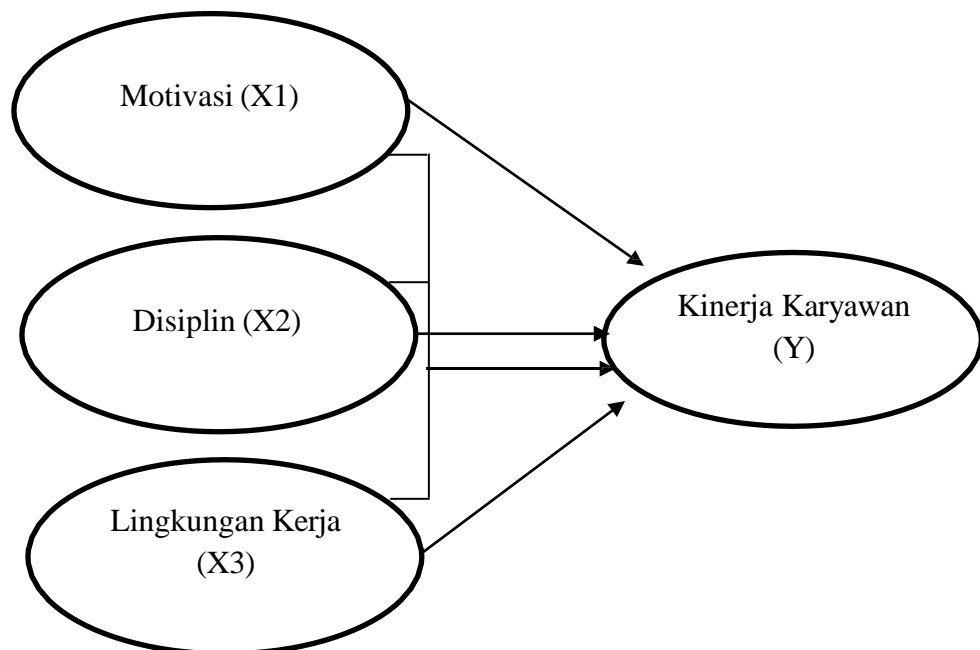 Motivasi (X1)
Disiplin (X2)
Lingkungan Kerja
(X3)
Kinerja Karyawan
(Y)